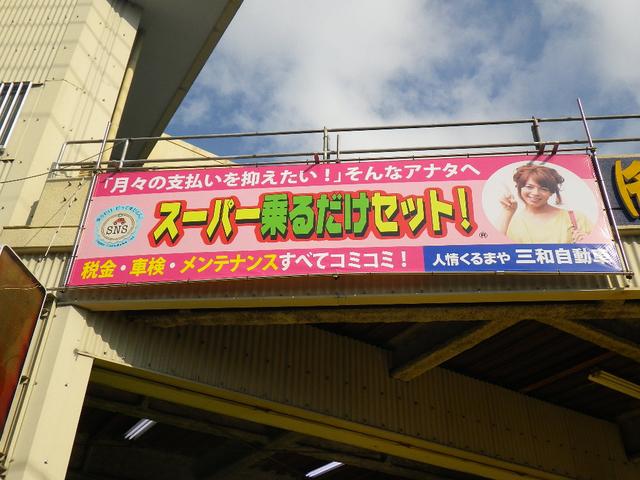 「月々の支払いを抑えたい！」そんなアナタへ
SNS
スーパー乗るだけセット！
®
税金・車検・メンテナンスすべてコミコミ！
人情くるまや 三和自動車